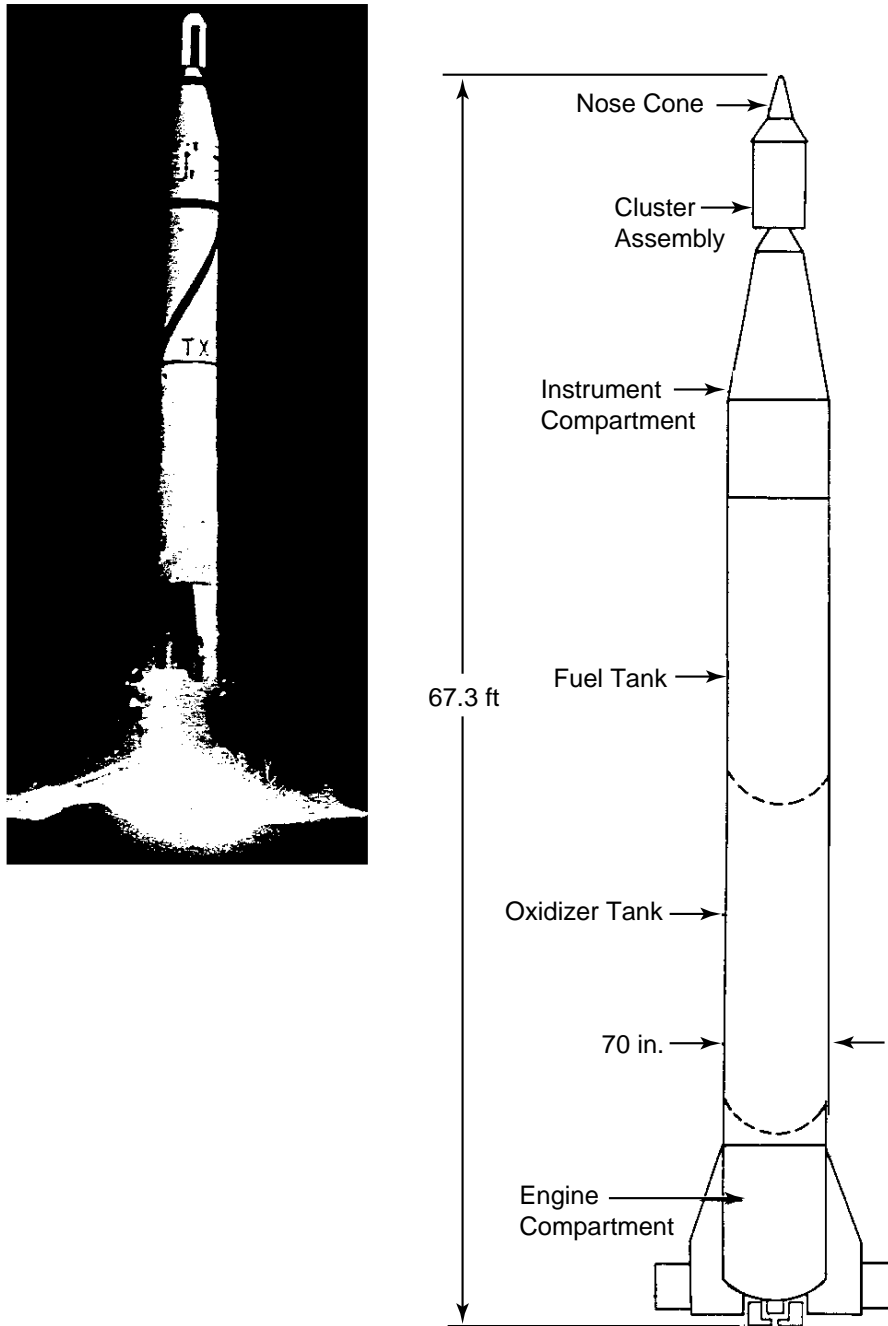 TX
Nose Cone
Cluster
Assembly
Instrument
Compartment
Fuel Tank
67.3 ft
Oxidizer Tank
70 in.
Engine
Compartment